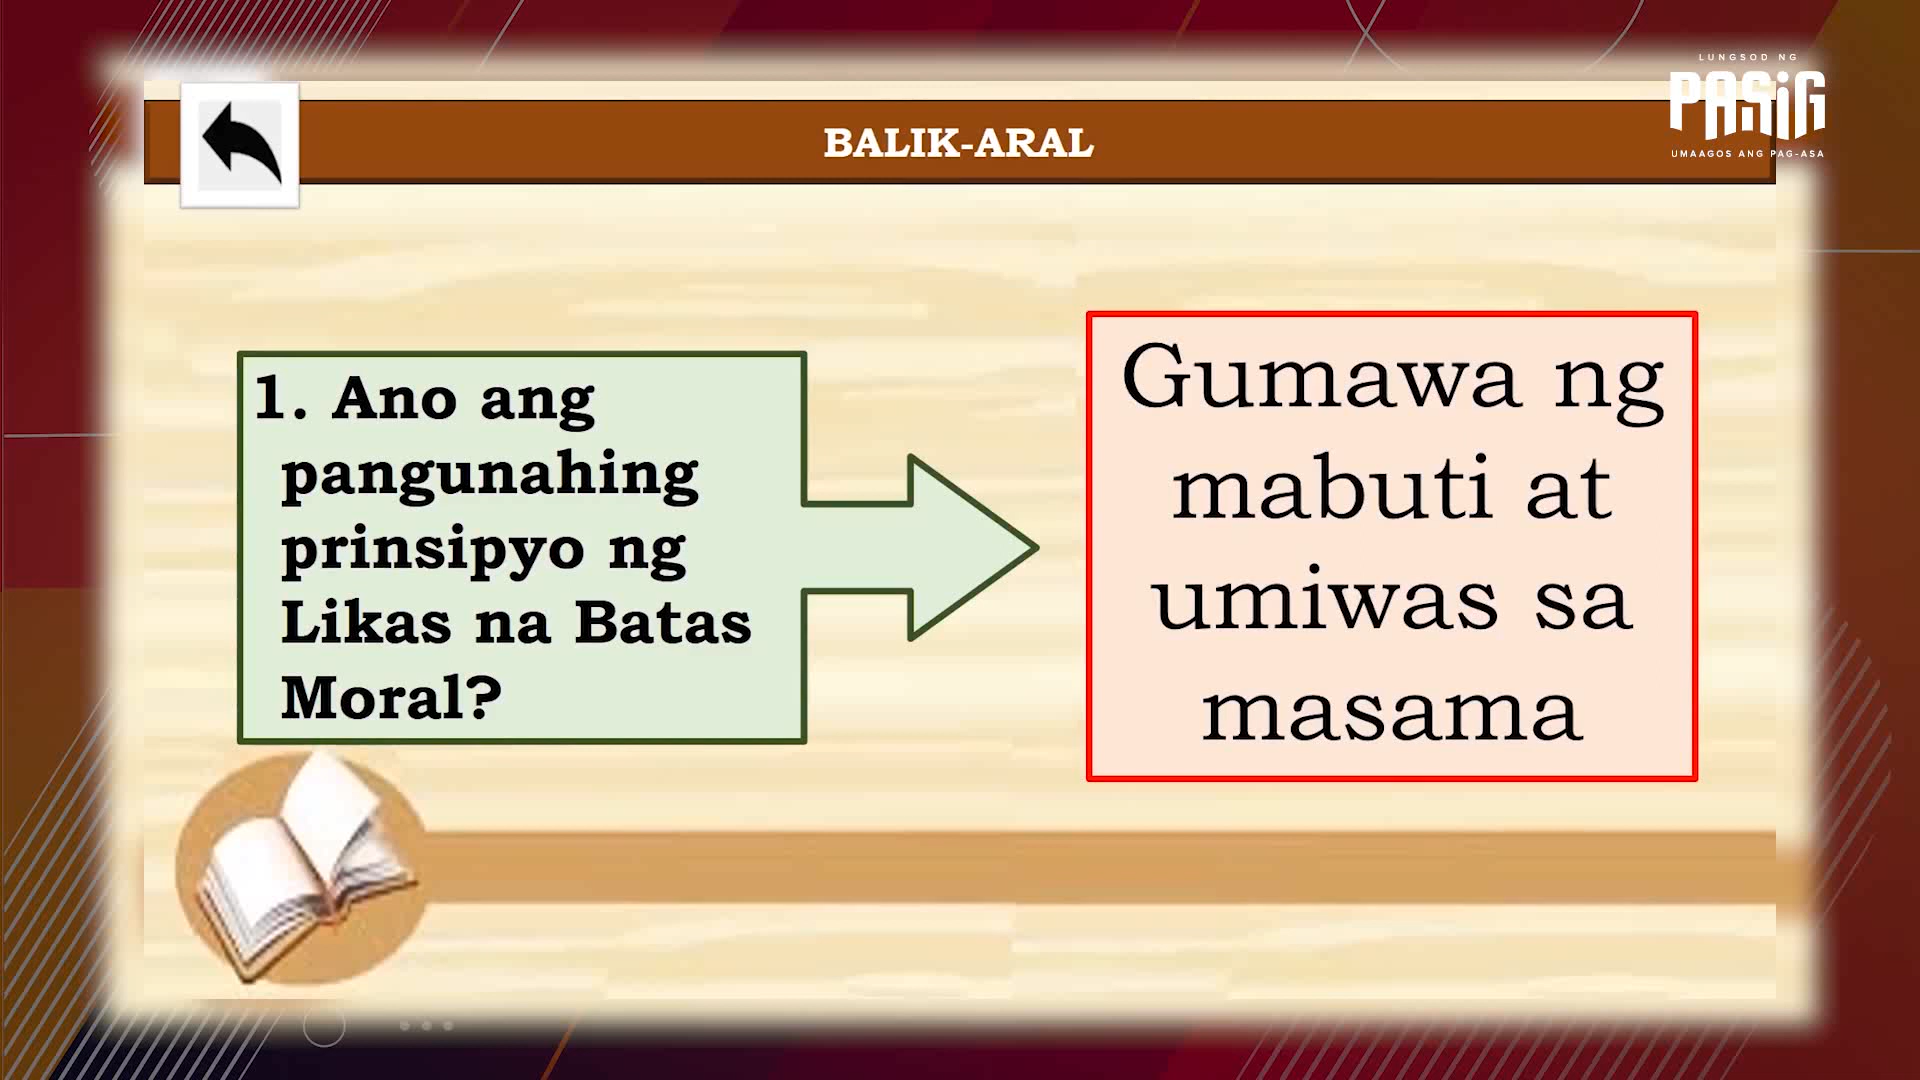 LUNGSOD NG
PASIG
UMAAGOS ANG PAG-ASA
BALIK-ARAL
1. Ano ang
pangunahing
prinsipyo ng
Likas na Batas
Moral?
Gumawa ng
mabuti at
umiwas sa
masama